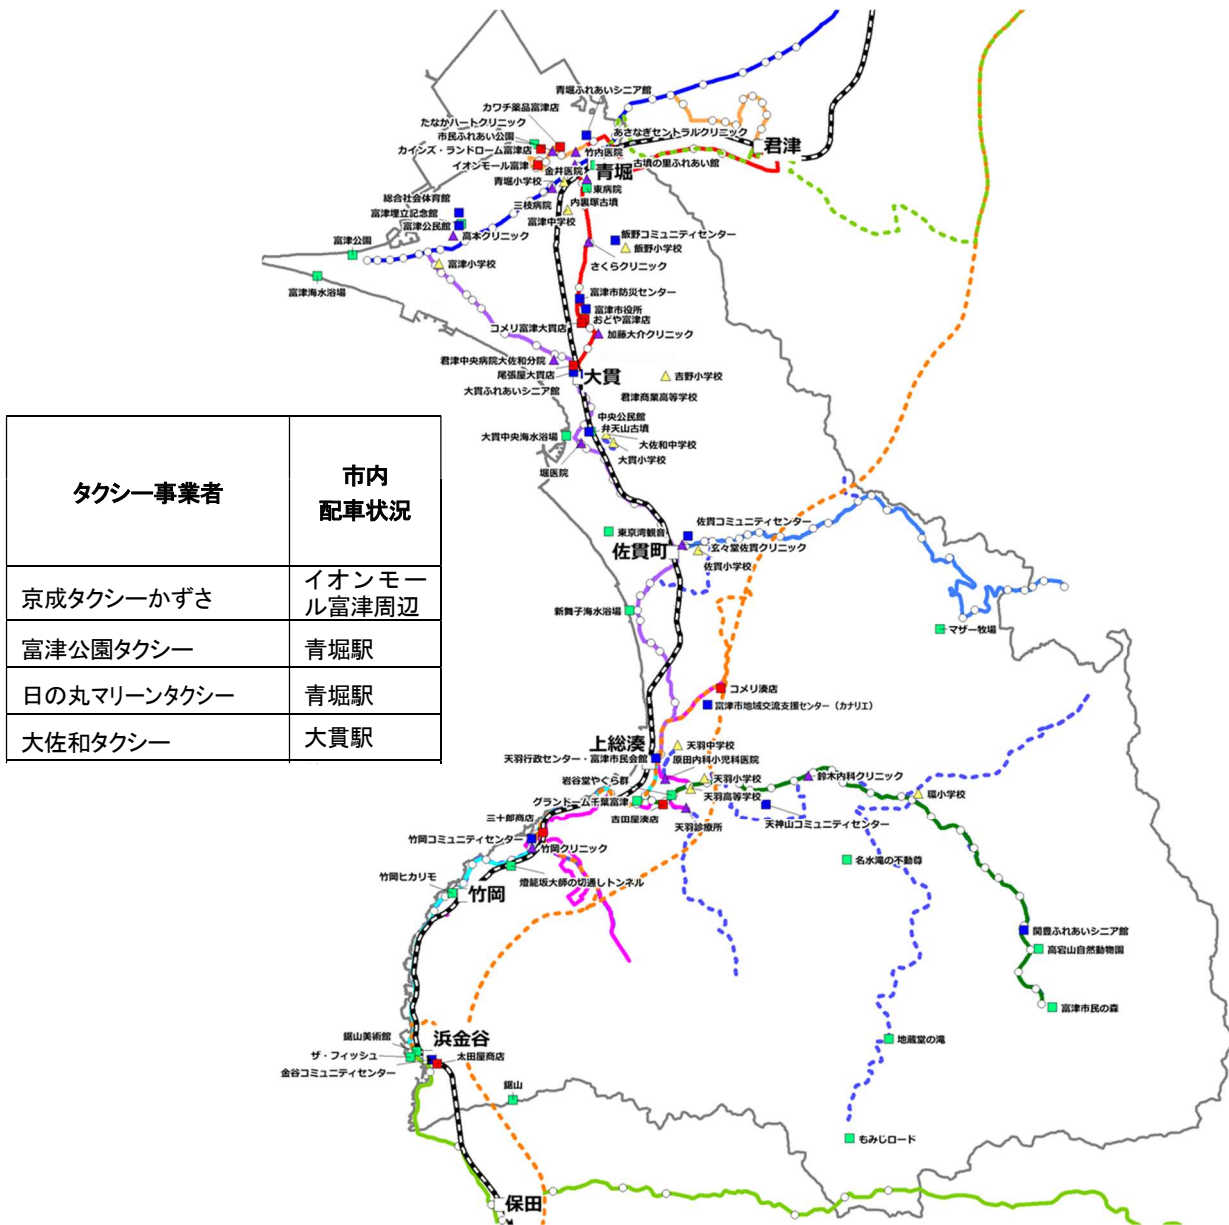 青堀ふれあいシニア館
カワチ薬品富津店
たなかハートクリニック
あさなぎセントラルクリニック
市民ふれあい公園
君津
カインズ・ランドローム富津店
竹内医院
イオンモール富津
金井医院
古墳の里ふれあい館
青堀
青堀小学校
東病院
総合社会体育館
三枝病院
内裏塚古墳
富津埋立記念館
富津中学校
富津公民館
高本クリニック
飯野コミュニティセンター
富津公園
飯野小学校
富津小学校
さくらクリニック
富津海水浴場
富津市防災センター
富津市役所
おどや富津店
コメリ富津大貫店
加藤大介クリニック
君津中央病院大佐和分院
尾張屋大貫店
大貫
吉野小学校
大貫ふれあいシニア館
君津商業高等学校
中央公民館
弁天山古墳
大貫中央海水浴場
大佐和中学校
大貫小学校
堀医院
タクシー事業者
市内
配車状況
京成タクシーかずさ
イオンモー
ル富津周辺
富津公園タクシー
青堀駅
日の丸マリーンタクシー
青堀駅
大佐和タクシー
大貫駅
佐貫コミュニティセンター
東京湾観音
佐貫町
玄々堂佐貫クリニック
佐貫小学校
新舞子海水浴場
マザー牧場
コメリ湊店
富津市地域交流支援センター（カナリエ）
上総湊
天羽中学校
天羽行政センター・富津市民会館
原田内科小児科医院
岩谷堂やぐら群
天羽小学校
鈴木内科クリニック
グランドーム千葉富津
天羽高等学校
環小学校
三十郎商店
吉田屋湊店
天羽診療所
天神山コミュニティセンター
竹岡コミュニティセンター
竹岡クリニック
名水滝の不動尊
竹岡ヒカリモ
燈籠坂大師の切通しトンネル
竹岡
関豊ふれあいシニア館
高宕山自然動物園
富津市民の森
鋸山美術館
浜金谷
地蔵堂の滝
ザ・フィッシュ
太田屋商店
金谷コミュニティセンター
鋸山
もみじロード
保田